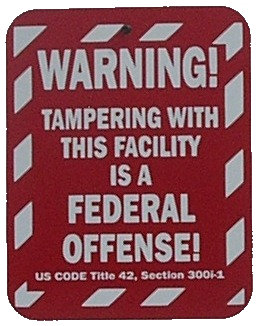 WARNING!
TAMPERING WITH
THIS FACILITY
IS A
FEDERAL
OFFENSE!
US CODE Title 42, Section 300i-1